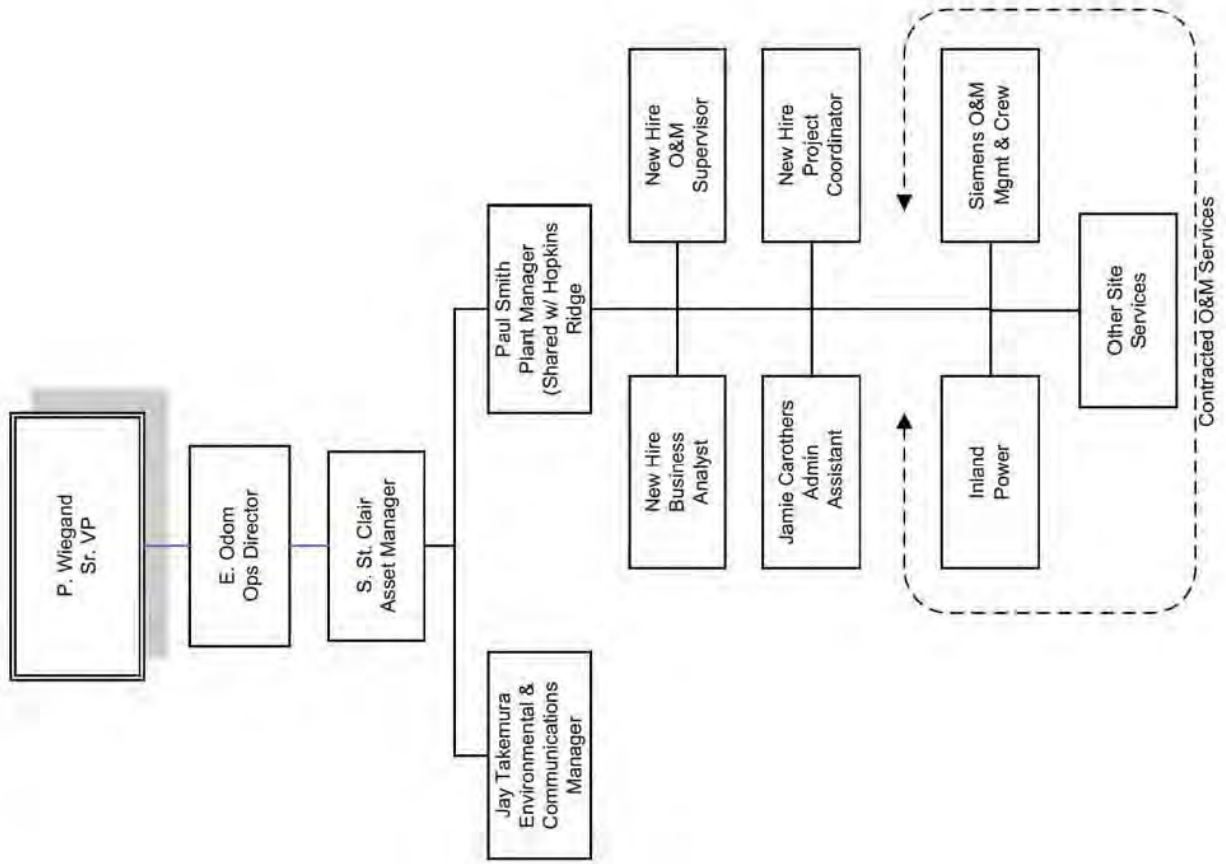 P. Wiegand
Sr. VP
E. Odom
Ops Director
S. St. Clair
Asset Manager
Jay Takemura
Environmental &
Communications
Manager
Paul Smith
Plant Manager
(Shared w/ Hopkins
Ridge
New Hire
Business
Analyst
New Hire
O&M
Supervisor
Jamie Carothers
Admin
Assistant
New Hire
Project
Coordinator
Inland
Power
Siemens O&M
Mgmt & Crew
Other Site
Services
Contracted O&M Services